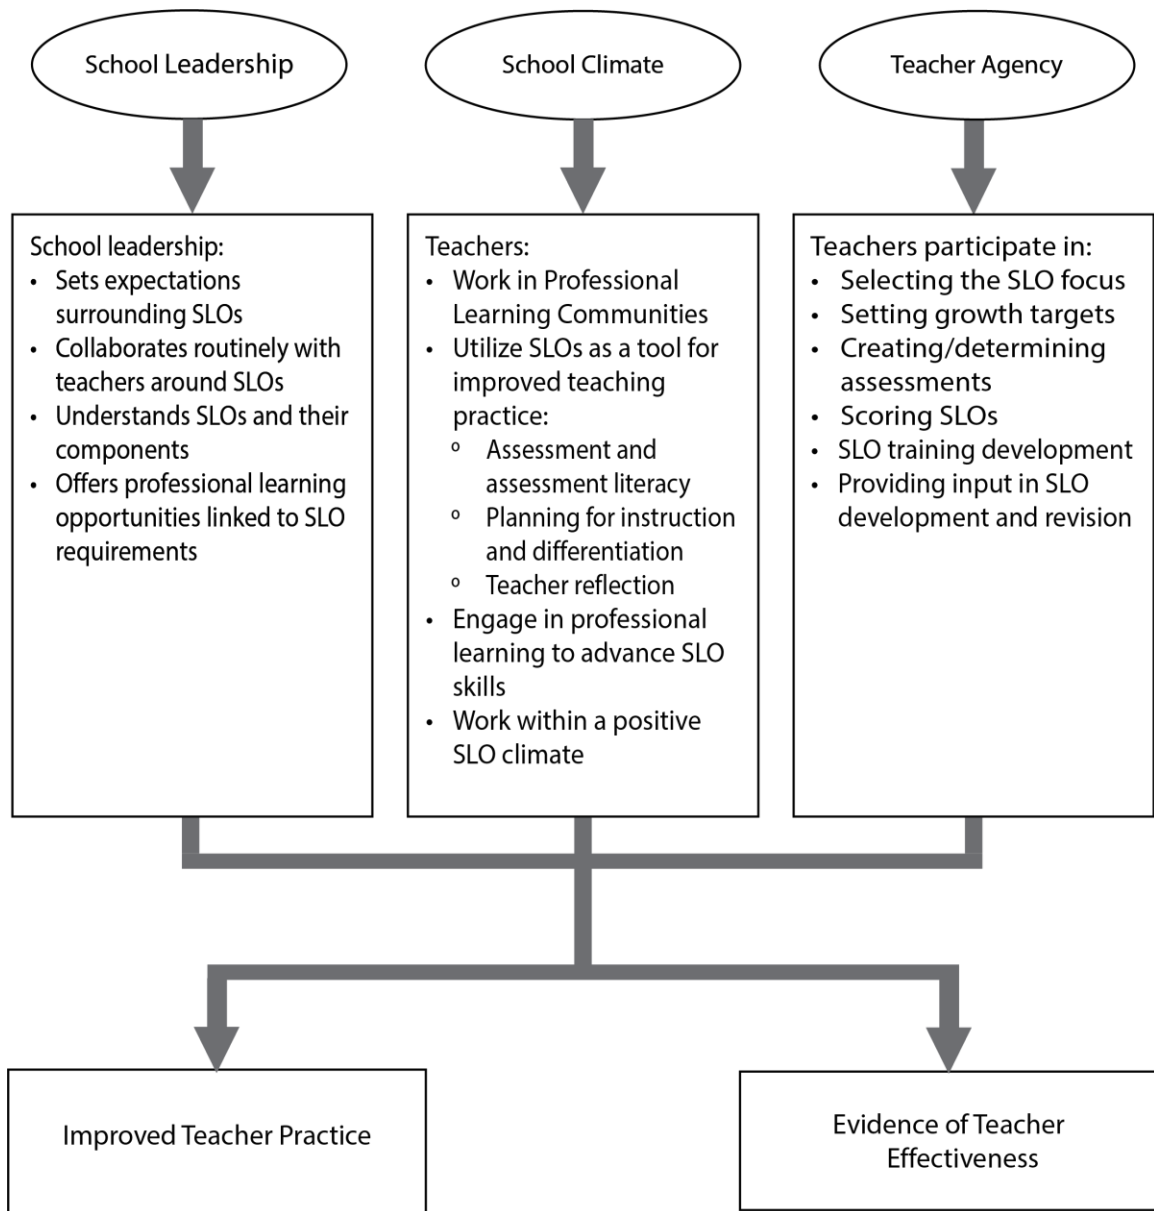 School Leadership
School Climate
Teacher Agency
School leadership:
• Sets expectations
surrounding SLOs
• Collaborates routinely with
teachers around SLOs
• Understands SLOs and their
components
• Offers professional learning
opportunities linked to SLO
requirements
Teachers:
• Work in Professional
Learning Communities
• Utilize SLOs as a tool for
improved teaching
practice:
º Assessment and
assessment literacy
º Planning for instruction
and differentiation
º Teacher reflection
• Engage in professional
learning to advance SLO
skills
• Work within a positive
SLO climate
Teachers participate in:
• Selecting the SLO focus
• Setting growth targets
• Creating/determining
assessments
• Scoring SLOs
• SLO training development
• Providing input in SLO
development and revision
Improved Teacher Practice
Evidence of Teacher
Effectiveness